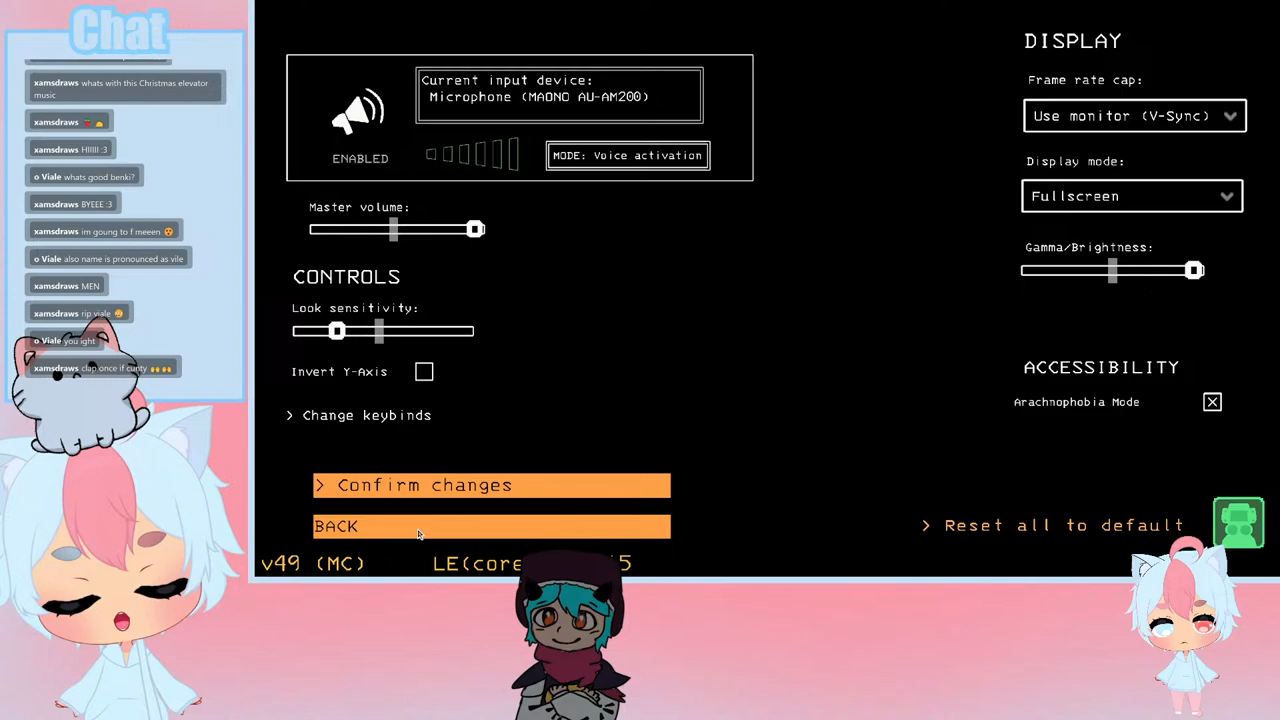 Chat
xamsdraws whats with this Christmas elevator
music
xamsdraws
xamsdraws HIIIII :3
o Viale whats good benki?
xamsdraws BYEEE :3
xamsdraws im goung to f meeen
o Viale also name is pronounced as vile
xamsdraws MEN
xamsdraws rip viale
o Viale you ight
xamsdraws clap once if cunty
Current input device:
Microphone (MAONO AU-AM200)
ENABLED
MODE: Voice activation
Master volume:
CONTROLS
Look sensitivity:
Invert Y-Axis
> Change keybinds
> Confirm changes
BACK
v49 (MC)
LE(core
5
DISPLAY
Frame rate cap:
Use monitor (V-Sync)
Display mode:
Fullscreen
Gamma/Brightness:
ACCESSIBILITY
Arachnophobia Mode
> Reset all to default